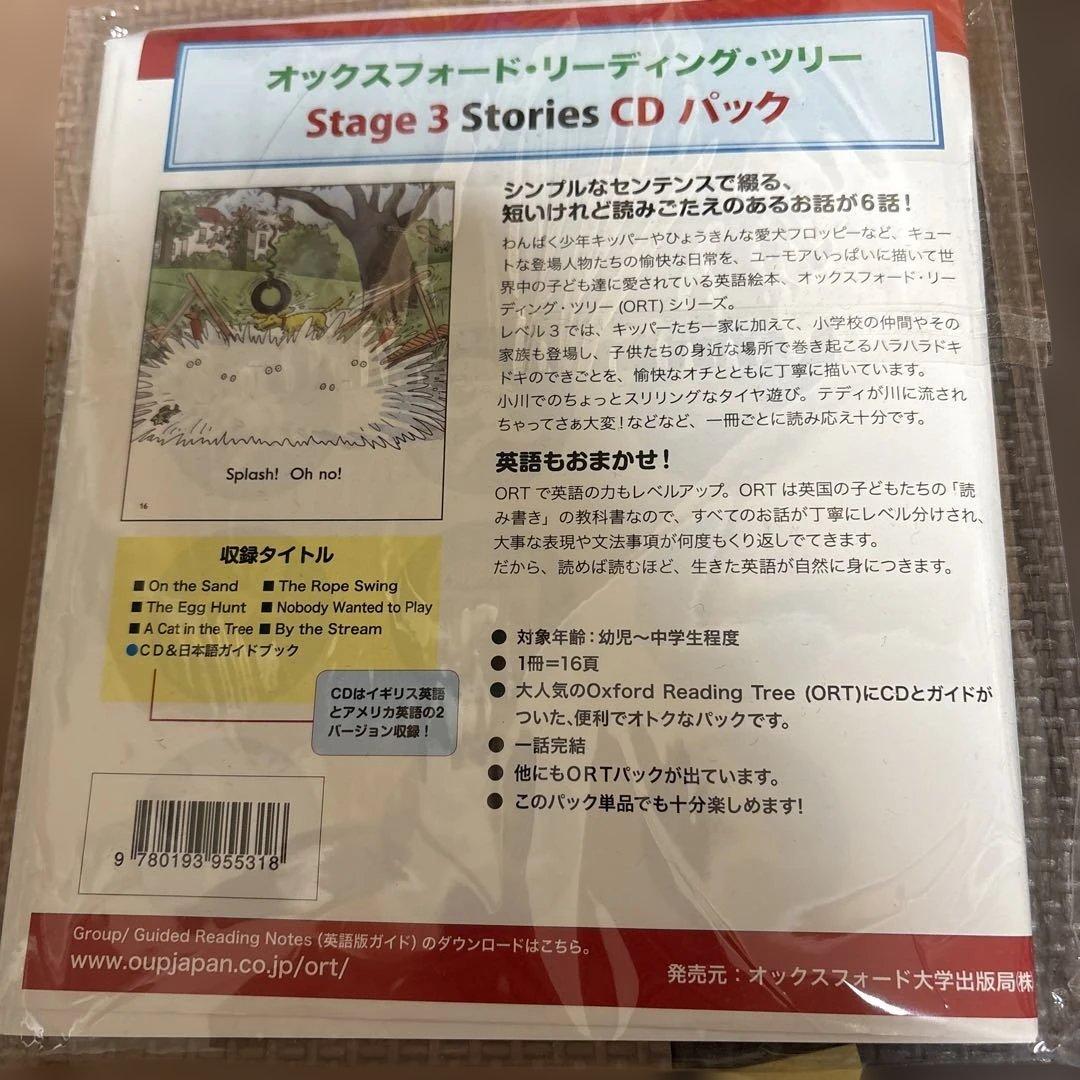 オックスフォード・リーディング・ツリー
Stage 3 Stories CD パック
シンプルなセンテンスで綴る、
短いけれど読みごたえのあるお話が6話!
わんぱく少年キッパーやひょうきんな愛犬フロッピーなど、キュー
トな登場人物たちの愉快な日常を、ユーモアいっぱいに描いて世
界中の子ども達に愛されている英語絵本、オックスフォード・リー
ディング・ツリー(ORT)シリーズ。
レベル3では、キッパーたち一家に加えて、小学校の仲間やその
家族も登場し、子供たちの身近な場所で巻き起こるハラハラドキ
ドキのできごとを、愉快なオチとともに丁寧に描いています。
小川でのちょっとスリリングなタイヤ遊び。テディが川に流され
ちゃってさぁ大変!などなど、一冊ごとに読み応え十分です。
Splash! Oh no!
16
英語もおまかせ!
ORTで英語の力もレベルアップ。ORTは英国の子どもたちの「読
み書き」の教科書なので、すべてのお話が丁寧にレベル分けされ、
大事な表現や文法事項が何度もくり返しでてきます。
だから、読めば読むほど、生きた英語が自然に身につきます。
収録タイトル
■ On the Sand ■ The Rope Swing
■ The Egg Hunt ■ Nobody Wanted to Play
■ A Cat in the Tree ■ By the Stream
●CD&日本語ガイドブック
CDはイギリス英語
とアメリカ英語の2
バージョン収録!
● 対象年齢:幼児〜中学生程度
● 1冊=16頁
● 大人気のOxford Reading Tree (ORT)にCDとガイドが
ついた、便利でオトクなパックです。
● 一話完結
● 他にもORTパックが出ています。
● このパック単品でも十分楽しめます!
9 780193 955318
Group/ Guided Reading Notes (英語版ガイド) のダウンロードはこちら。
www.oupjapan.co.jp/ort/
発売元:オックスフォード大学出版局㈱